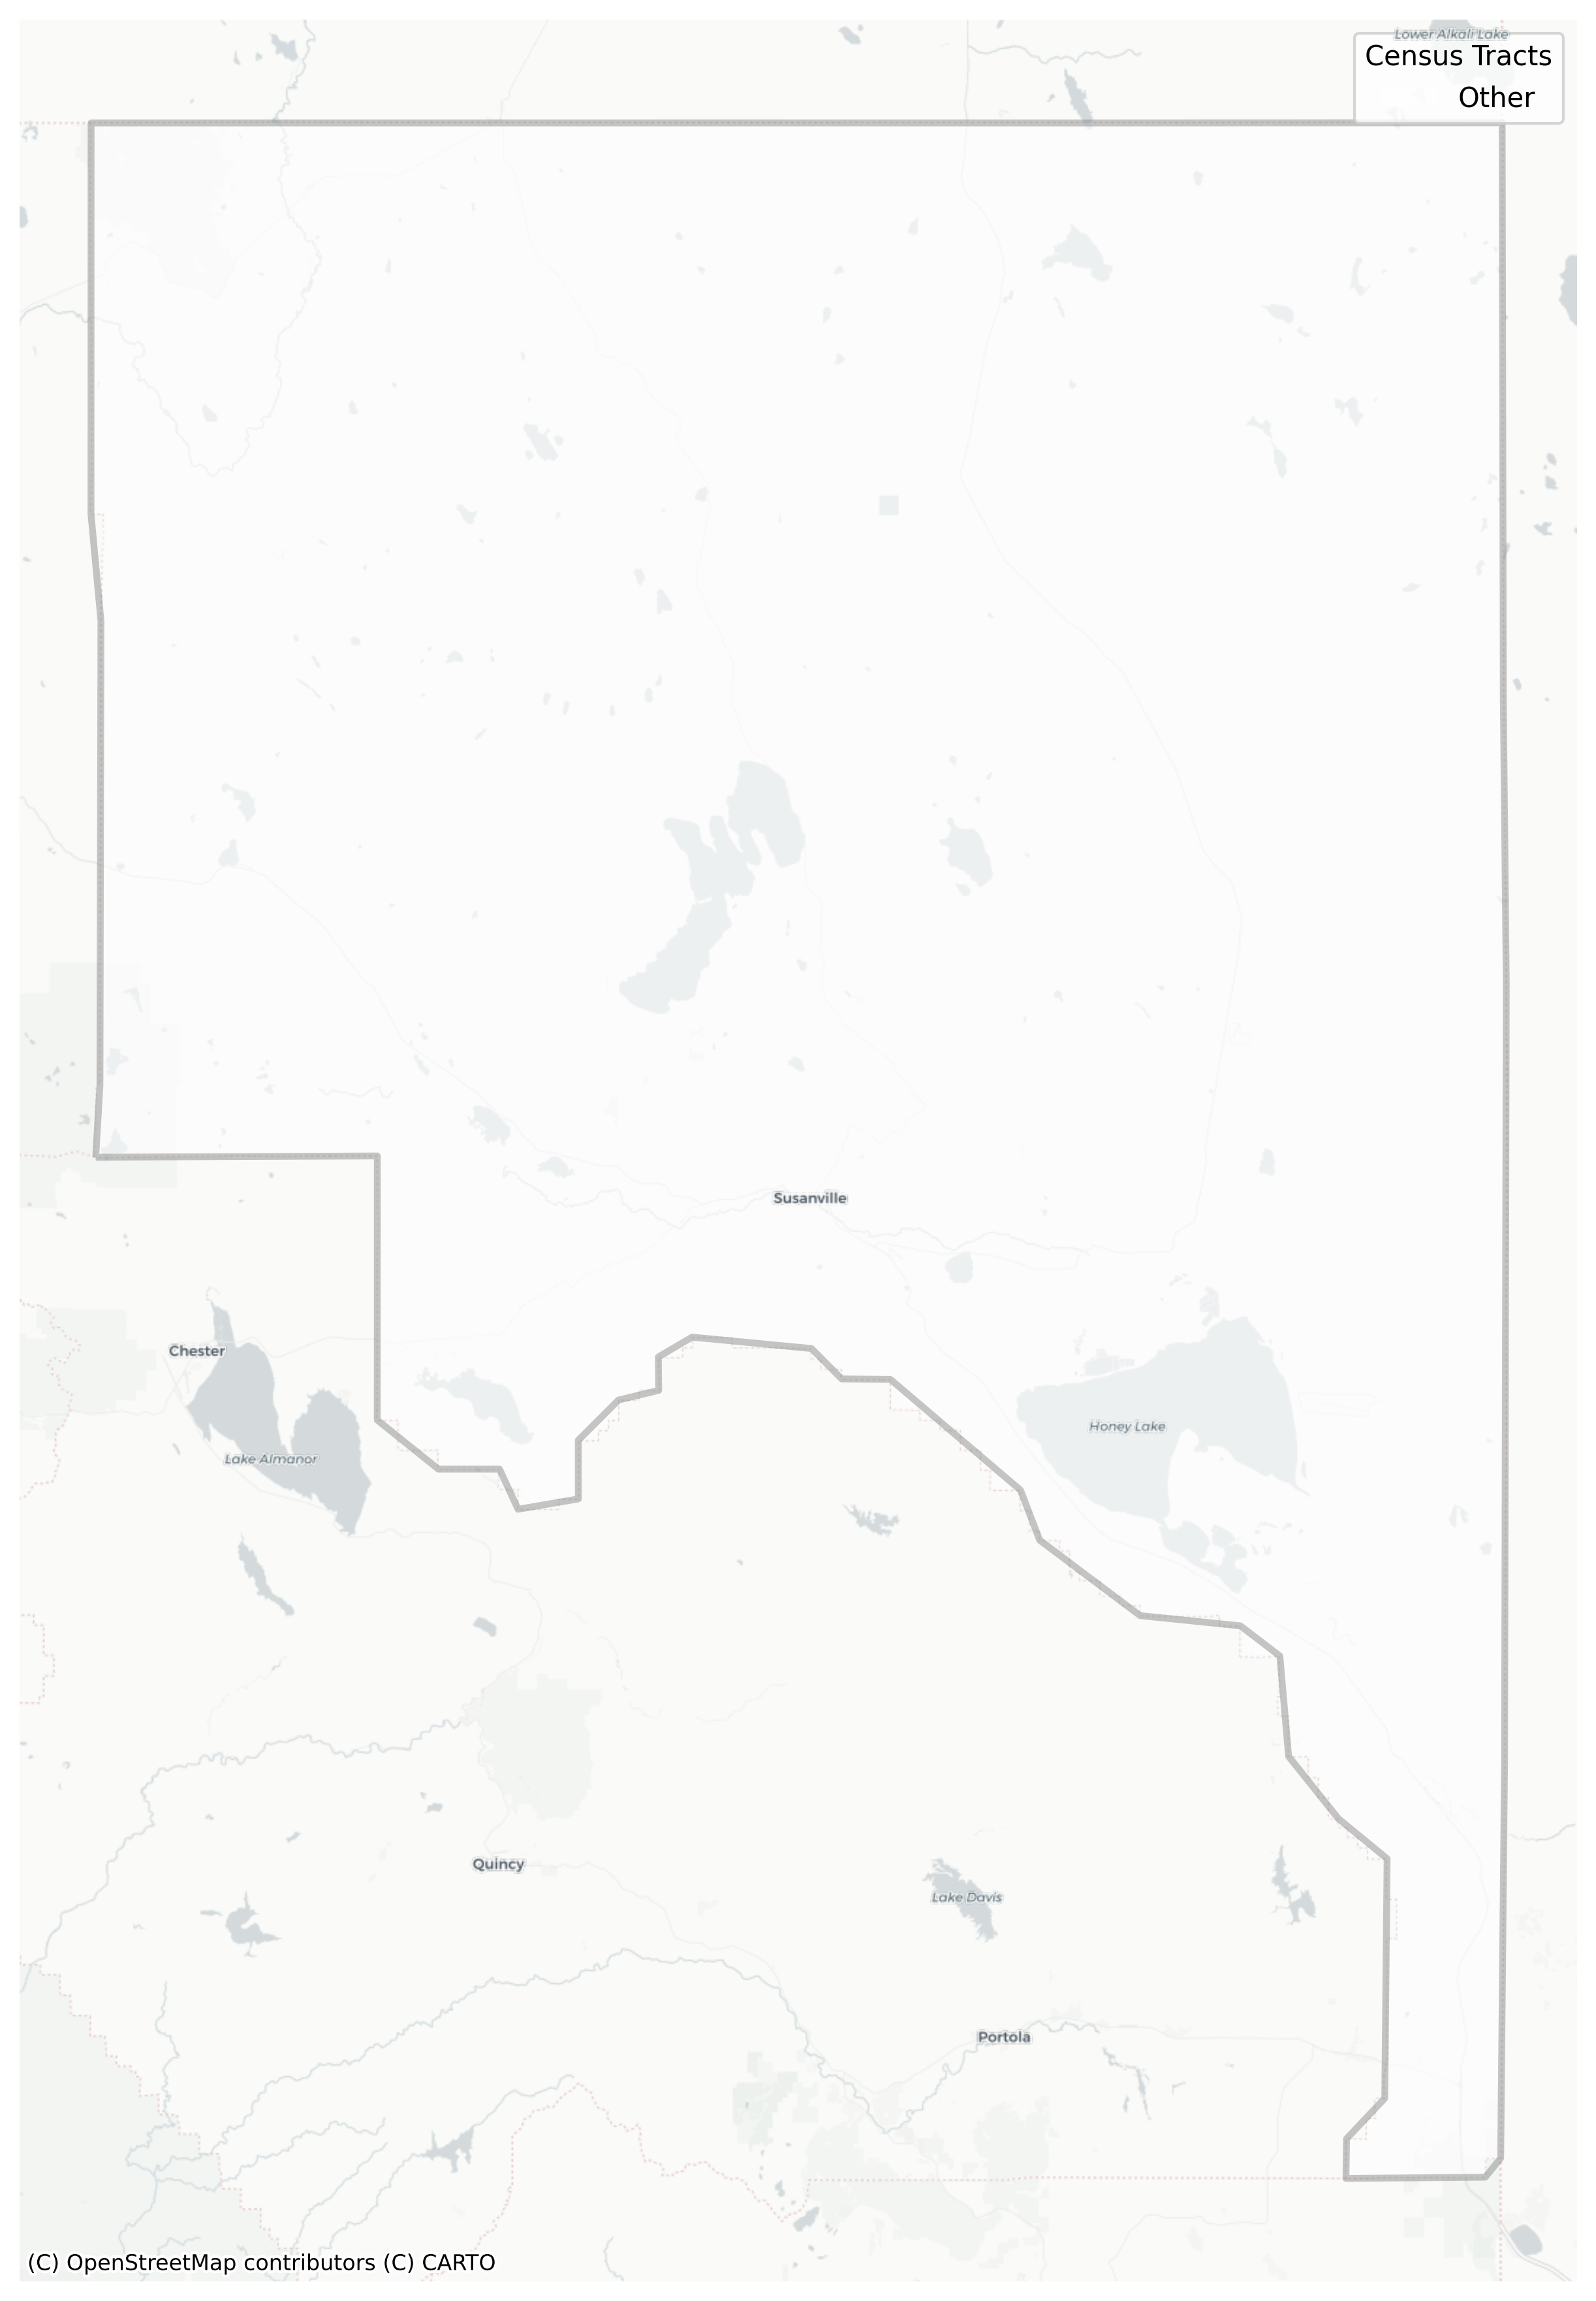 Lower Alkali Lake
Census Tracts
Other
Susanville
Chester
Honey Lake
Lake Almanor
Quincy
Lake Davis
Portola
(C) OpenStreetMap contributors (C) CARTO